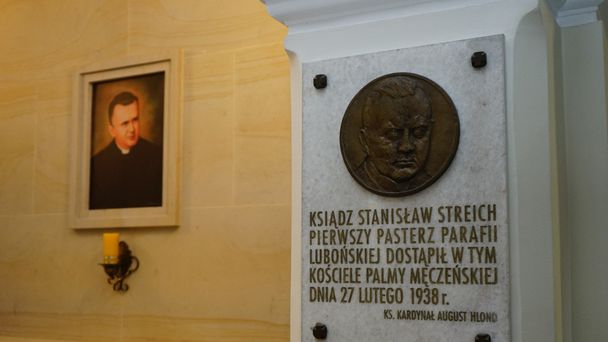 KSIĄDZ STANISŁAW STREICH
PIERWSZY PASTERZ PARAFII
LUBOŃSKIEJ DOSTĄPIŁ W TYM
KOŚCIELE PALMY MĘCZEŃSKIEJ
DNIA 27 LUTEGO 1938 r.
KS. KARDYNAŁ AUGUST HLOND